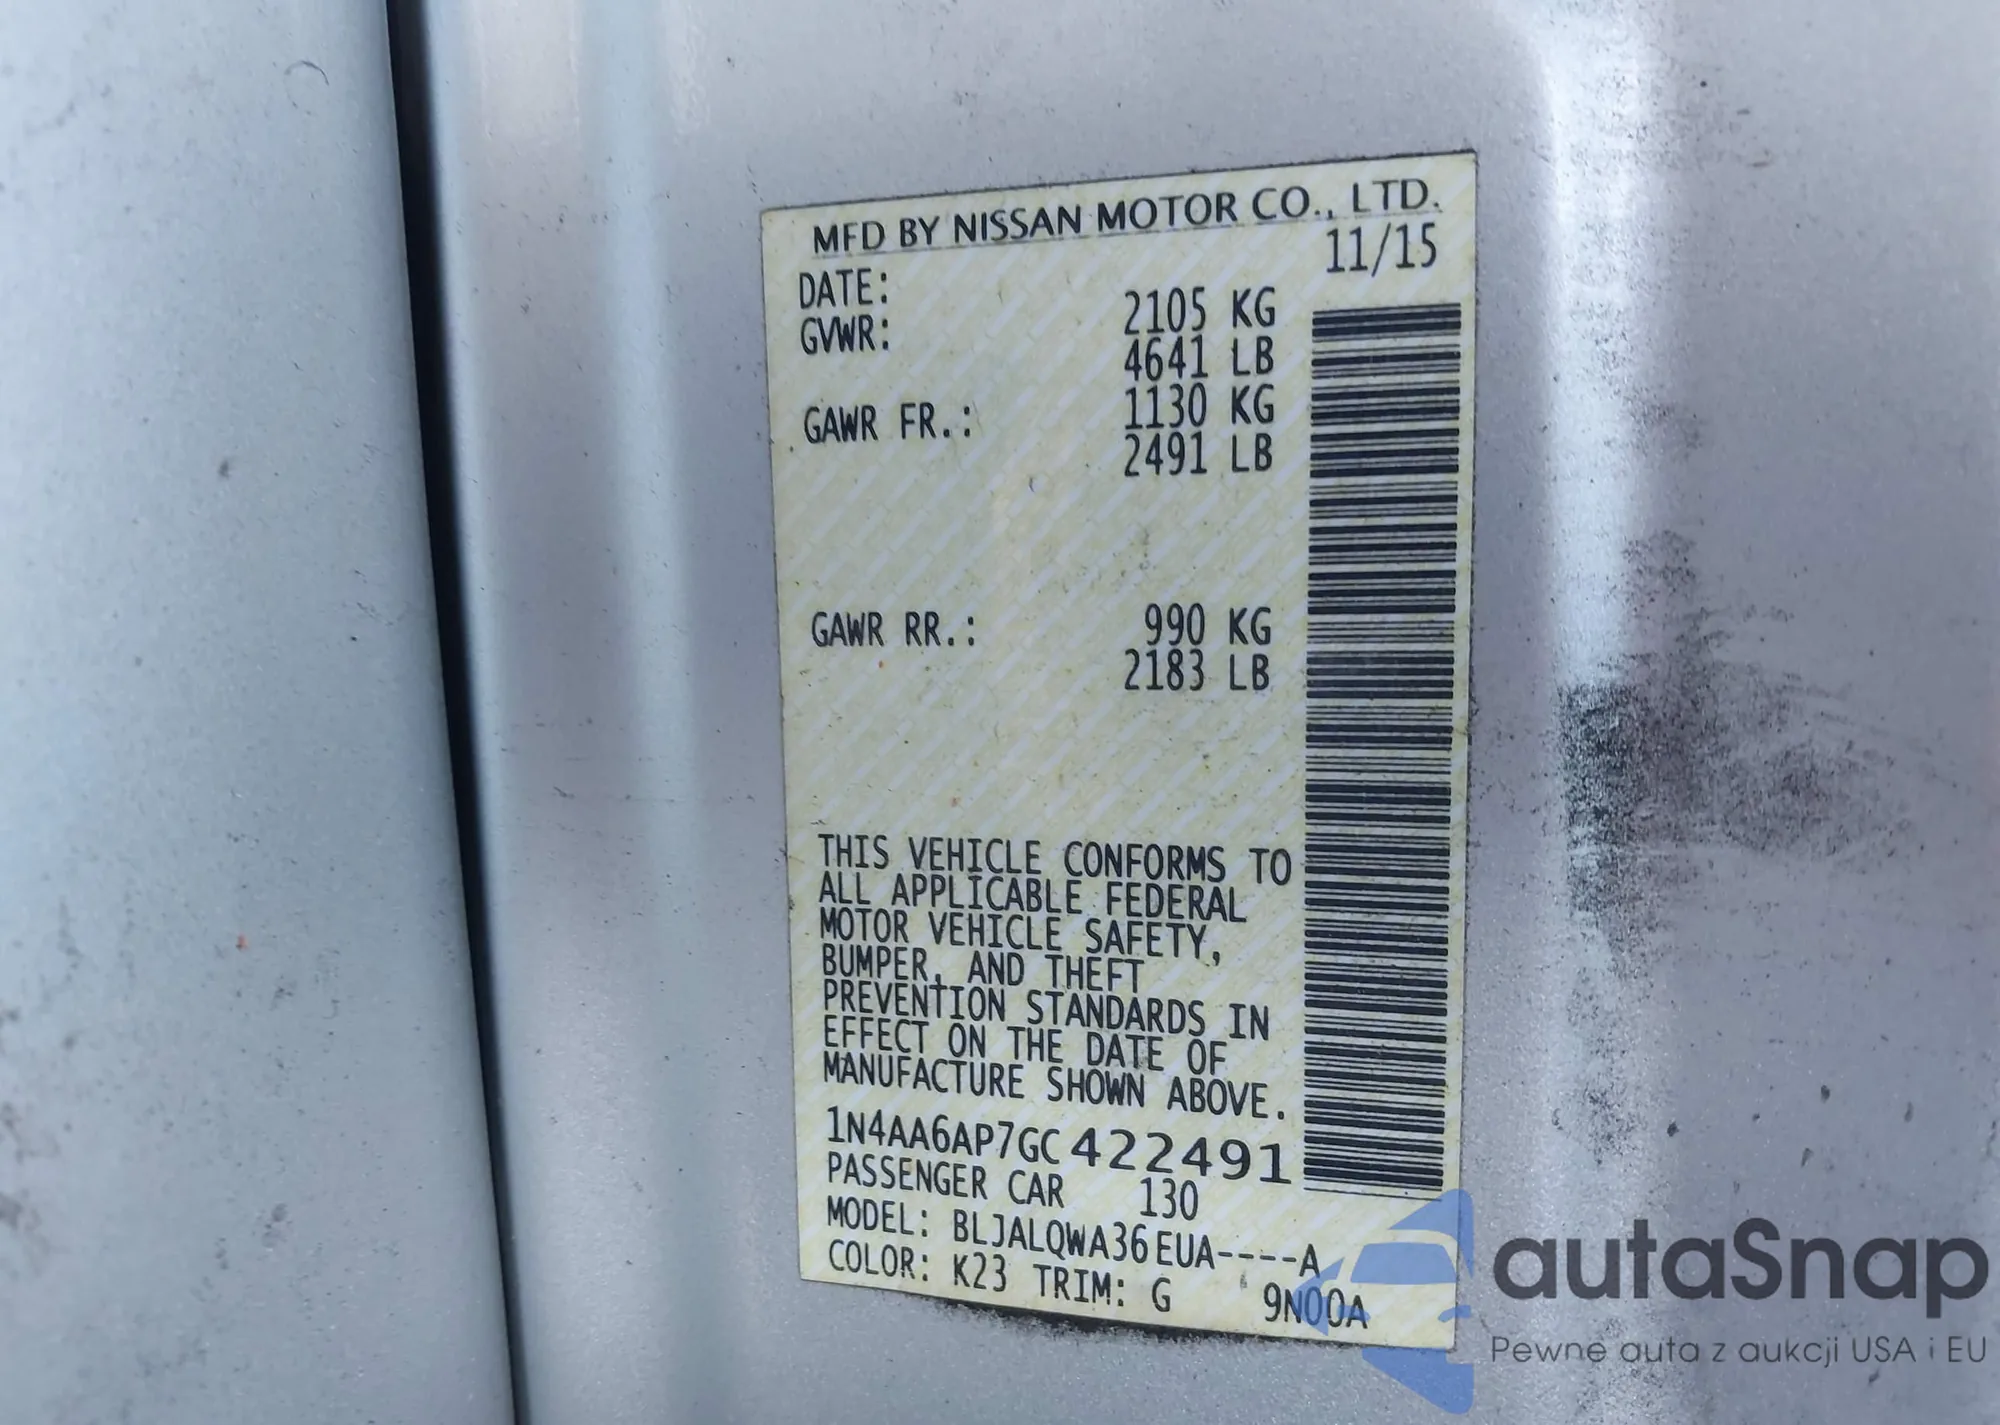 MFD BY NISSAN MOTOR CO., LTD.
DATE: 11/15
GVWR: 2105 KG
4641 LB
GAWR FR.: 1130 KG
2491 LB
GAWR RR.: 990 KG
2183 LB
THIS VEHICLE CONFORMS TO
ALL APPLICABLE FEDERAL
MOTOR VEHICLE SAFETY,
BUMPER, AND THEFT
PREVENTION STANDARDS IN
EFFECT ON THE DATE OF
MANUFACTURE SHOWN ABOVE.
1N4AA6AP7GC422491
PASSENGER CAR 130
MODEL: BLJALQWA36EUA----A
COLOR: K23 TRIM: G 9N00A
autaSnap
Pewne auta z aukcji USA i EU